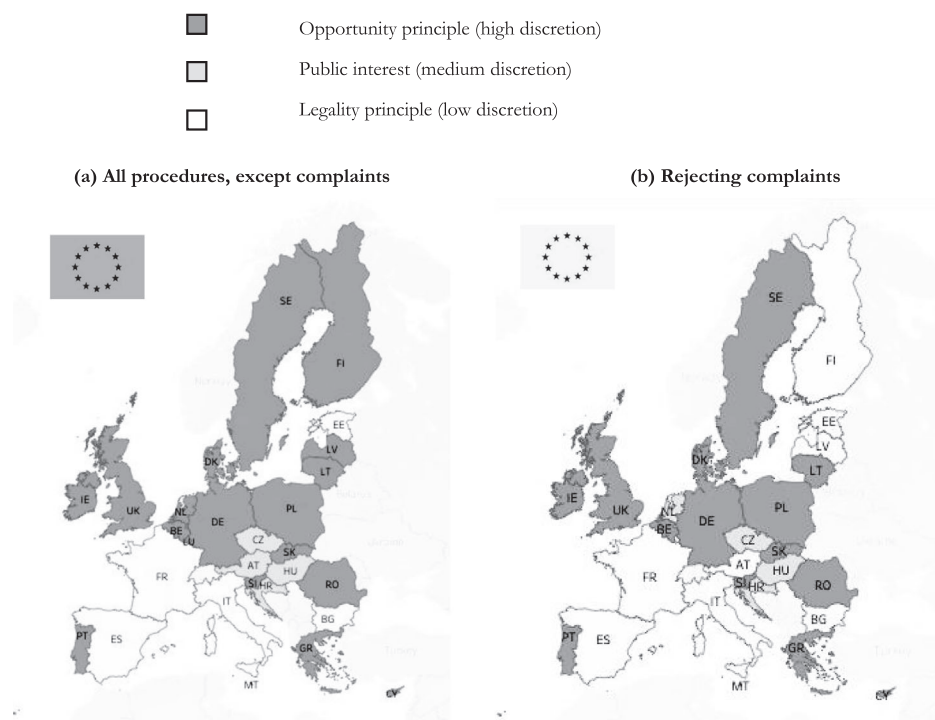 Opportunity principle (high discretion)
Public interest (medium discretion)
Legality principle (low discretion)
(a) All procedures, except complaints
(b) Rejecting complaints
SE
FI
EE
LV
LT
DK
IE
UK
NL
BE
LU
DE
PL
CZ
SK
AT
HU
SI
HR
RO
FR
IT
BG
PT
ES
GR
MT
CY
SE
FI
EE
LV
LT
DK
IE
UK
NL
BE
DE
PL
CZ
SK
AT
HU
SI
HR
RO
FR
IT
BG
PT
ES
GR
MT
CY